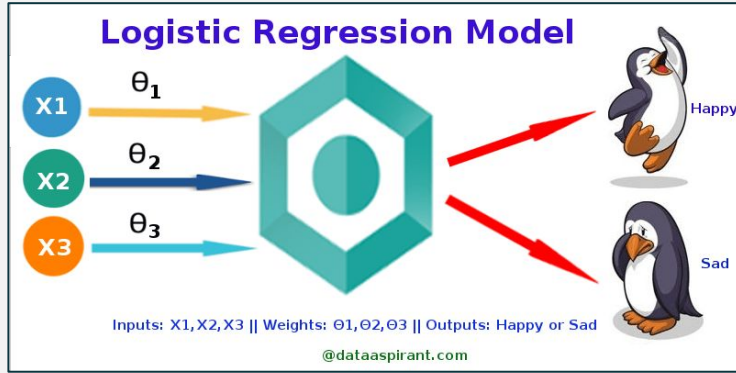 Logistic Regression Model
X1
θ1
X2
θ2
X3
θ3
Happy
Sad
Inputs: X1,X2,X3 || Weights: Θ1,Θ2,Θ3 || Outputs: Happy or Sad
@dataaspirant.com